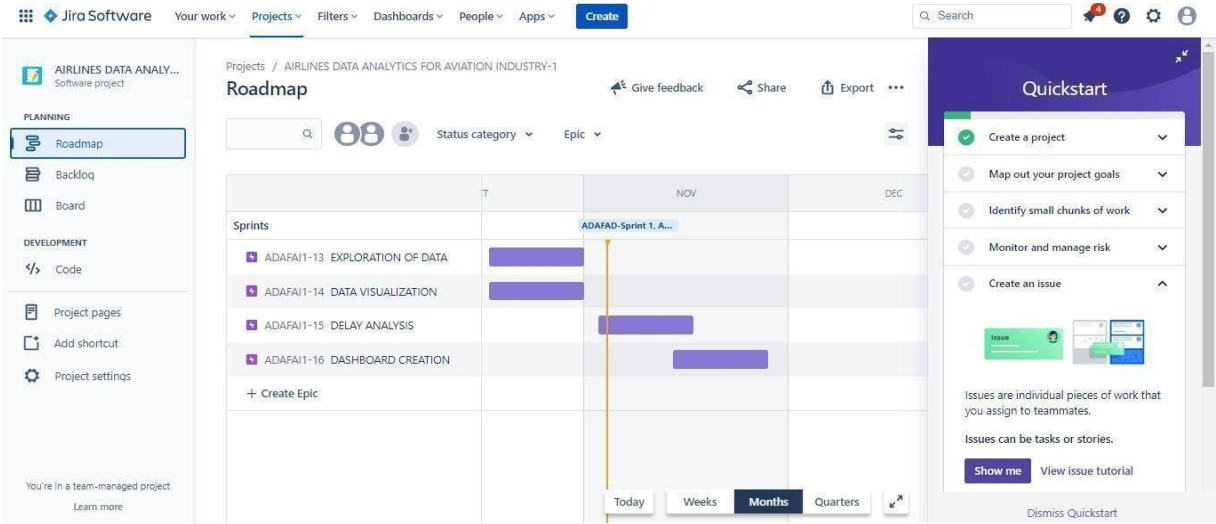 Jira Software
Your work
Projects
Filters
Dashboards
People
Apps
Create
Search
4
AIRLINES DATA ANALY...
Software project
PLANNING
Roadmap
Backlog
Board
DEVELOPMENT
Code
Project pages
Add shortcut
Project settings
You're in a team-managed project
Learn more
Projects / AIRLINES DATA ANALYTICS FOR AVIATION INDUSTRY-1
Roadmap
Give feedback
Share
Export
Status category
Epic
T
NOV
DEC
Sprints
ADAFAD-Sprint 1, A...
ADAFAI1-13 EXPLORATION OF DATA
ADAFAI1-14 DATA VISUALIZATION
ADAFAI1-15 DELAY ANALYSIS
ADAFAI1-16 DASHBOARD CREATION
+ Create Epic
Today
Weeks
Months
Quarters
Quickstart
Create a project
Map out your project goals
Identify small chunks of work
Monitor and manage risk
Create an issue
Issue
Issues are individual pieces of work that
you assign to teammates.
Issues can be tasks or stories.
Show me
View issue tutorial
Dismiss Quickstart